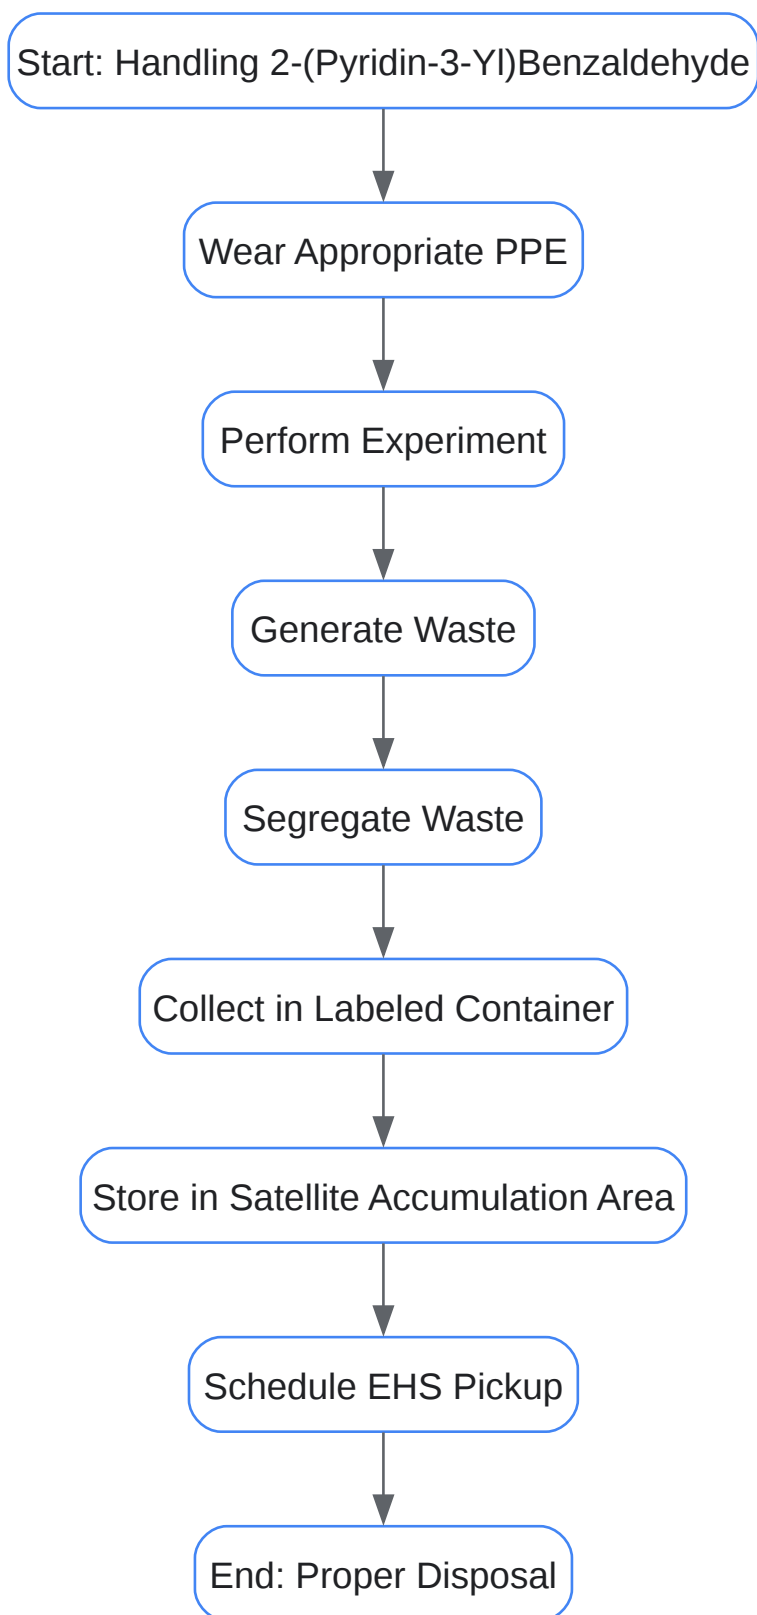 Start: Handling 2-(Pyridin-3-Yl)Benzaldehyde
Wear Appropriate PPE
Perform Experiment
Generate Waste
Segregate Waste
Collect in Labeled Container
Store in Satellite Accumulation Area
Schedule EHS Pickup
End: Proper Disposal